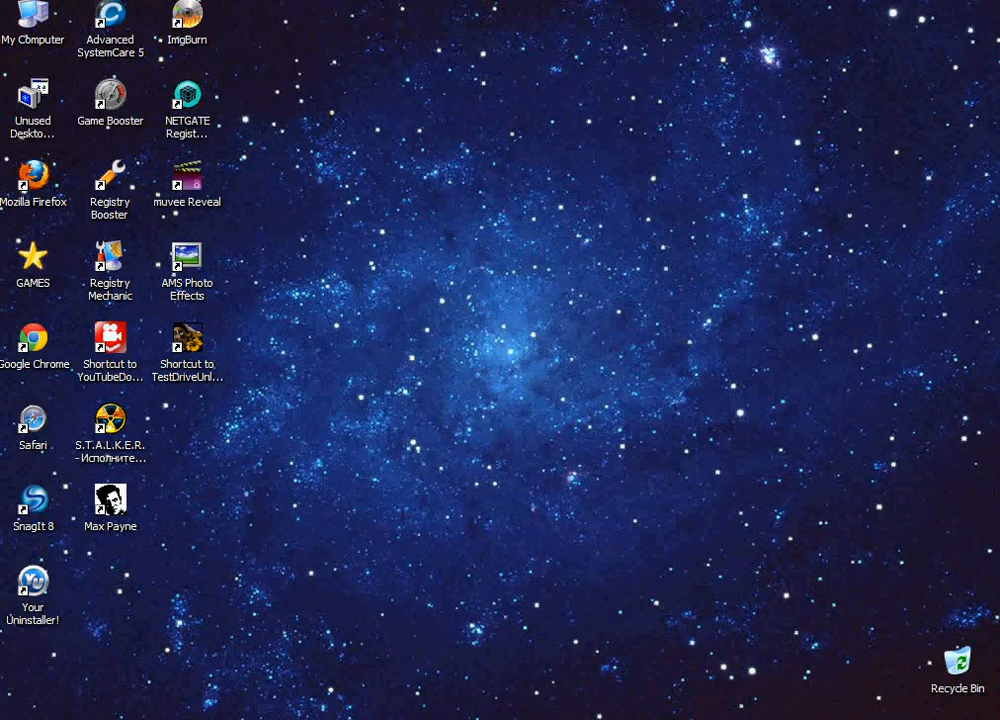 My Computer
Advanced
SystemCare 5
ImgBurn
Unused
Deskto...
Game Booster
NETGATE
Regist...
Mozilla Firefox
Registry
Booster
muvee Reveal
GAMES
Registry
Mechanic
AMS Photo
Effects
Google Chrome
Shortcut to
YouTubeDo...
Shortcut to
TestDriveUnl...
Safari
S.T.A.L.K.E.R.
- Исполните...
SnagIt 8
Max Payne
Your
Uninstaller!
Recycle Bin